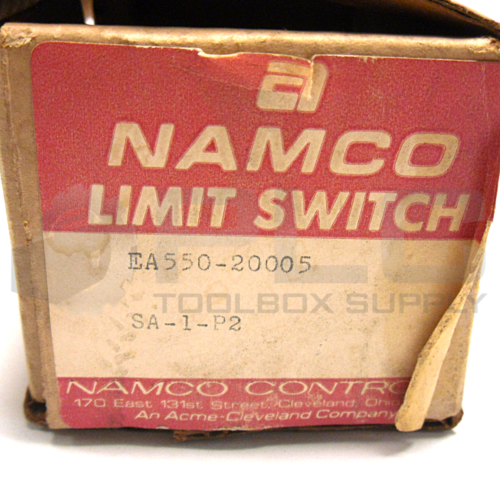 a
NAMCO
LIMIT SWITCH
EA550-20005
TOOLBOX SUPPLY
SA-1-P2
NAMCO CONTRO
170 East 131st Street, Cleveland, Ohio
An Acme-Cleveland Company